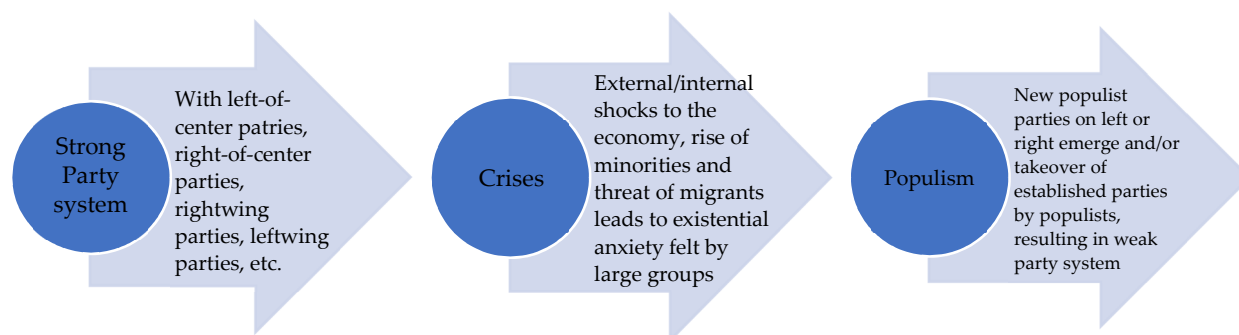 Strong
Party
system
With left-of-
center patries,
right-of-center
parties,
rightwing
parties, leftwing
parties, etc.
Crises
External/internal
shocks to the
economy, rise of
minorities and
threat of migrants
leads to existential
anxiety felt by
large groups
Populism
New populist
parties on left or
right emerge and/or
takeover of
established parties
by populists,
resulting in weak
party system